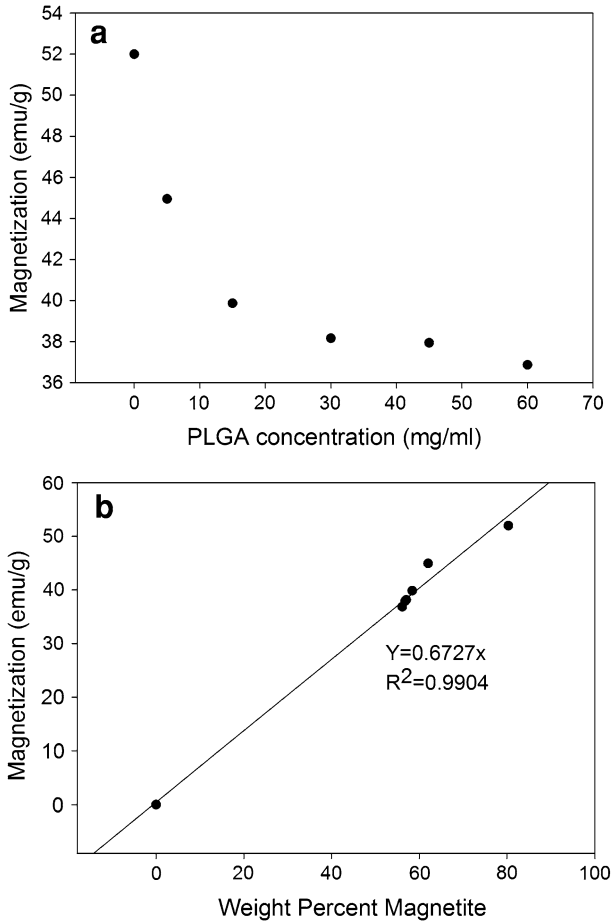 a
54
52
50
48
46
44
42
40
38
36
Magnetization (emu/g)
0 10 20 30 40 50 60 70
PLGA concentration (mg/ml)
b
60
50
40
30
20
10
0
Magnetization (emu/g)
Y=0.6727x
R²=0.9904
0 20 40 60 80 100
Weight Percent Magnetite